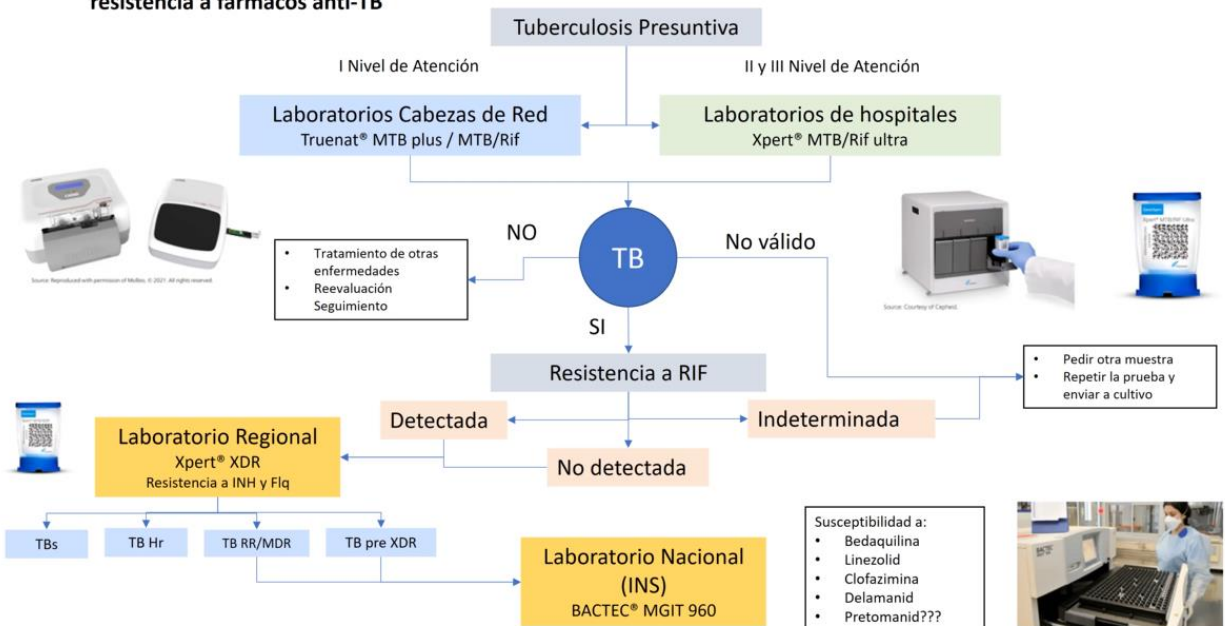 resistencia a fármacos anti-TB
Tuberculosis Presuntiva
I Nivel de Atención
II y III Nivel de Atención
Laboratorios Cabezas de Red
Truenat® MTB plus / MTB/Rif
Laboratorios de hospitales
Xpert® MTB/Rif ultra
NO
TB
No válido
• Tratamiento de otras
enfermedades
• Reevaluación
Seguimiento
Source: Reproduced with permission of Molbio, © 2021. All rights reserved.
Xpert® MTB/RIF Ultra
Source: Courtesy of Cepheid.
SI
Resistencia a RIF
• Pedir otra muestra
• Repetir la prueba y
enviar a cultivo
Detectada
Indeterminada
No detectada
Laboratorio Regional
Xpert® XDR
Resistencia a INH y Flq
TBs
TB Hr
TB RR/MDR
TB pre XDR
Laboratorio Nacional
(INS)
BACTEC® MGIT 960
Susceptibilidad a:
• Bedaquilina
• Linezolid
• Clofazimina
• Delamanid
• Pretomanid???
BACTEC